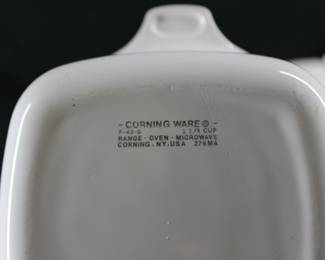 - CORNING WARE ® -
P-43-B 2 3/4 CUP
RANGE - OVEN - MICROWAVE
CORNING, NY, USA 276MA